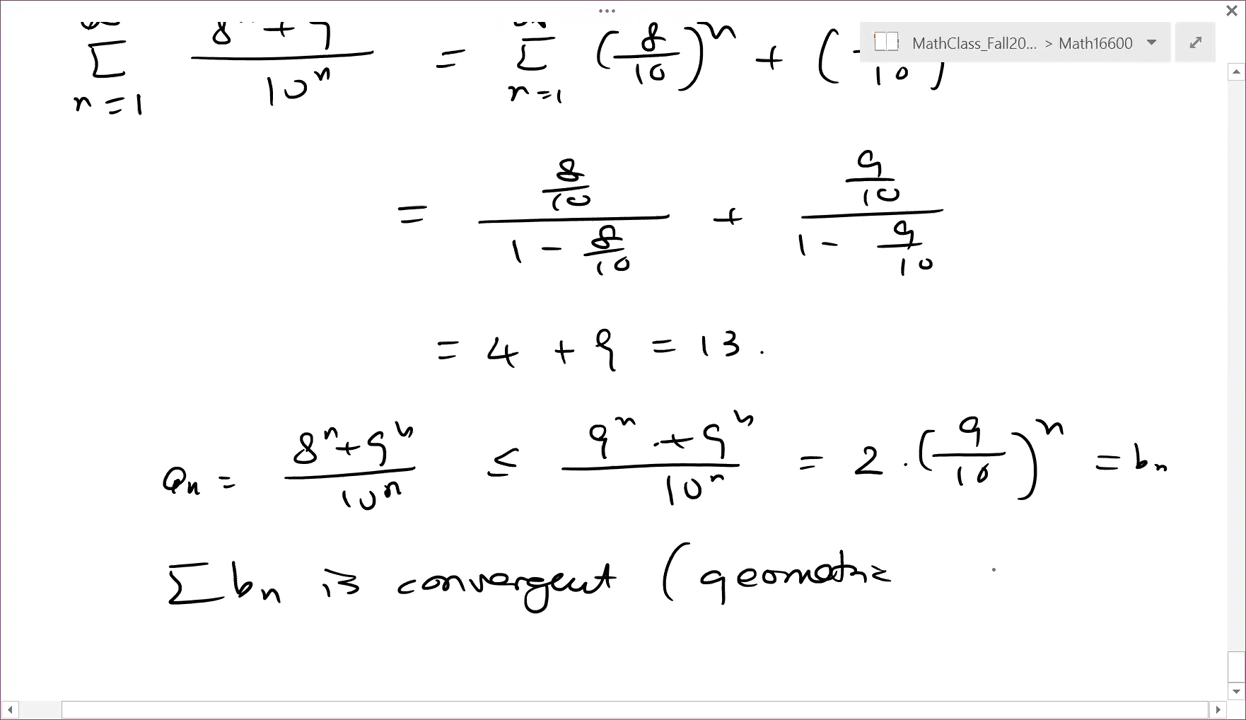 MathClass_Fall20... > Math16600
∑ n=1 8ⁿ + 9 / 10ⁿ = ∑ n=1 (8/10)ⁿ + ( /10)
= (8/10) / (1 - 8/10) + (9/10) / (1 - 9/10)
= 4 + 9 = 13.
aₙ = (8ⁿ + 9ⁿ) / 10ⁿ ≤ (9ⁿ + 9ⁿ) / 10ⁿ = 2 · (9/10)ⁿ = bₙ
∑ bₙ is convergent (geometric